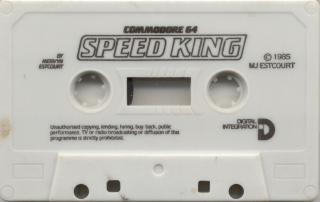 COMMODORE 64
SPEED KING
BY
MERVYN
ESTCOURT
© 1985
MJ ESTCOURT
Unauthorised copying, lending, hiring, buy back, public
performance, TV or radio broadcasting or diffusion of this
programme is strictly prohibited.
DIGITAL
INTEGRATION